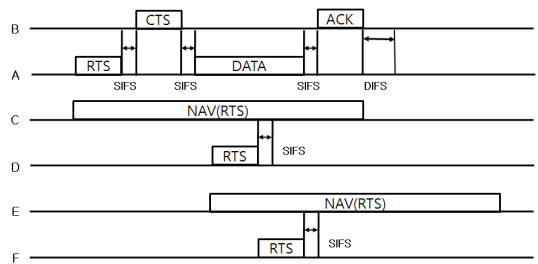 B CTS ACK
A RTS DATA
SIFS SIFS SIFS DIFS
C NAV(RTS)
D RTS SIFS
E NAV(RTS)
F RTS SIFS